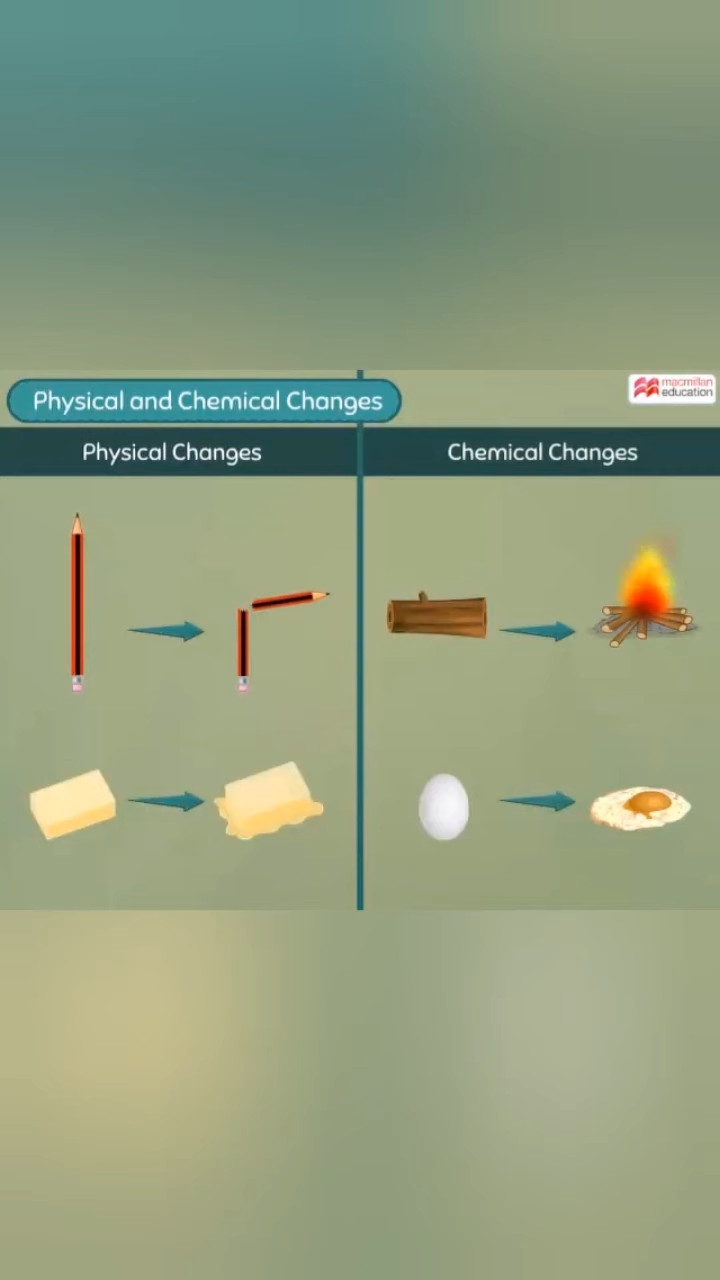 Physical and Chemical Changes
macmillan
education
Physical Changes
Chemical Changes